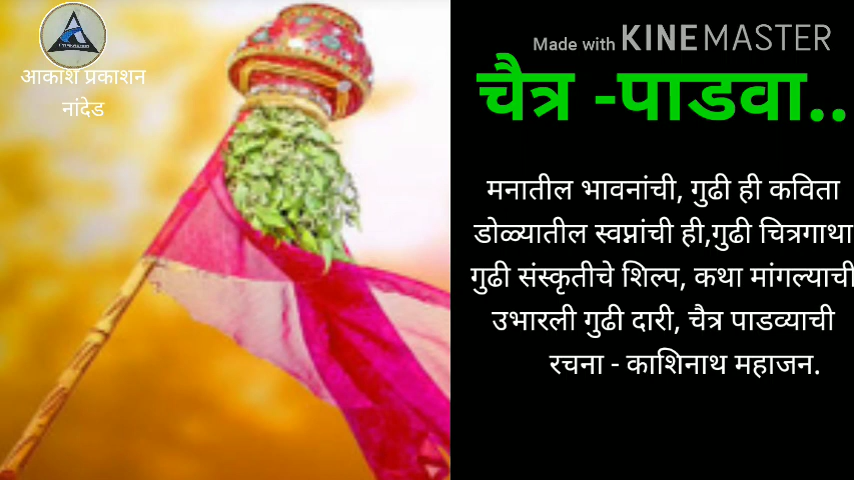 आकाश प्रकाशन
नांदेड
Made with KINEMASTER
चैत्र -पाडवा..
मनातील भावनांची, गुढी ही कविता
डोळ्यातील स्वप्नांची ही,गुढी चित्रगाथा
गुढी संस्कृतीचे शिल्प, कथा मांगल्याची
उभारली गुढी दारी, चैत्र पाडव्याची
रचना - काशिनाथ महाजन.